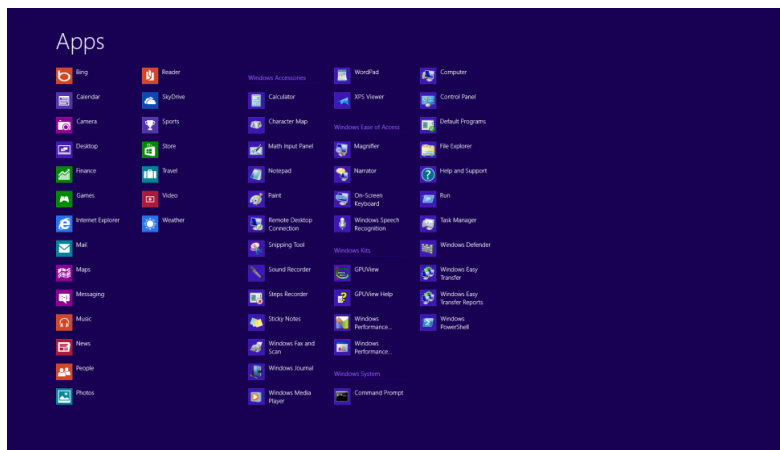 Apps
Bing
Calendar
Camera
Desktop
Finance
Games
Internet Explorer
Mail
Maps
Messaging
Music
News
People
Photos
Reader
SkyDrive
Sports
Store
Travel
Video
Weather
Windows Accessories
Calculator
Character Map
Math Input Panel
Notepad
Paint
Remote Desktop
Connection
Snipping Tool
Sound Recorder
Steps Recorder
Sticky Notes
Windows Fax and
Scan
Windows Journal
Windows Media
Player
WordPad
XPS Viewer
Windows Ease of Access
Magnifier
Narrator
On-Screen
Keyboard
Windows Speech
Recognition
Windows Kits
GPUView
GPUView Help
Windows
Performance...
Windows
Performance...
Windows System
Command Prompt
Computer
Control Panel
Default Programs
File Explorer
Help and Support
Run
Task Manager
Windows Defender
Windows Easy
Transfer
Windows Easy
Transfer Reports
Windows
PowerShell